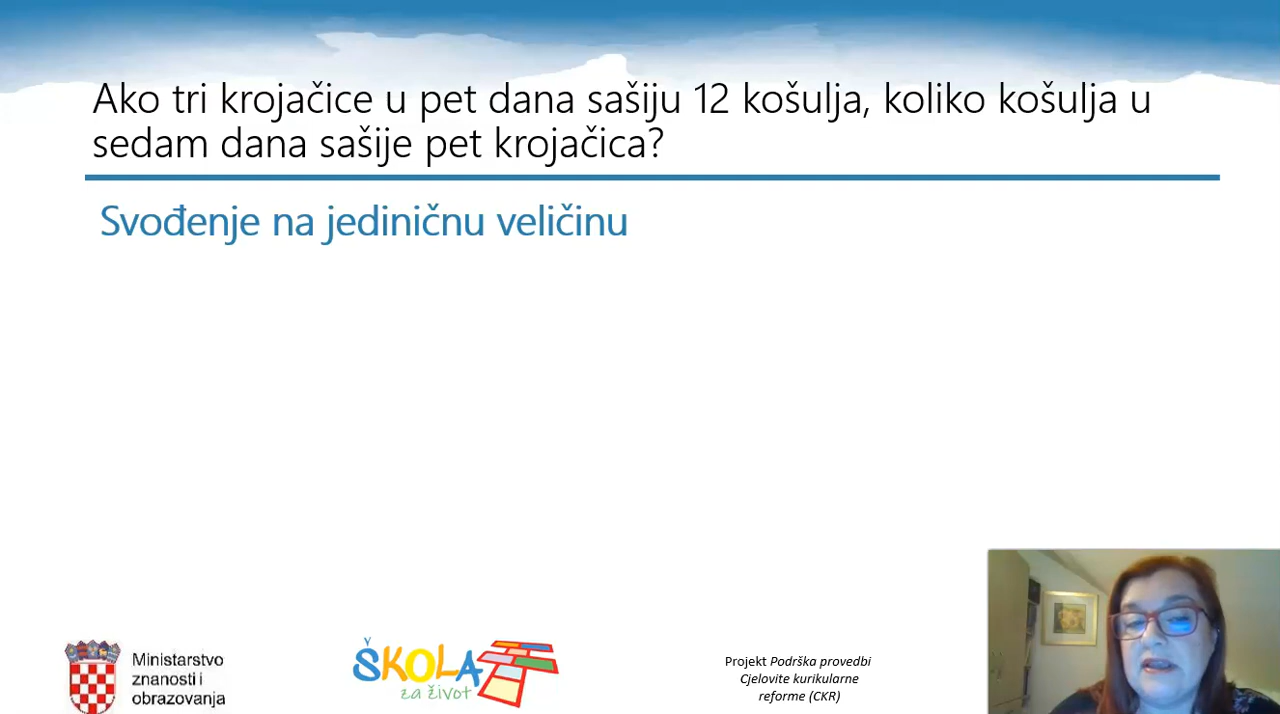 Ako tri krojačice u pet dana sašiju 12 košulja, koliko košulja u
sedam dana sašije pet krojačica?
Svođenje na jediničnu veličinu
Ministarstvo
znanosti i
obrazovanja
ŠKOLA
za život
Projekt Podrška provedbi
Cjelovite kurikularne
reforme (CKR)